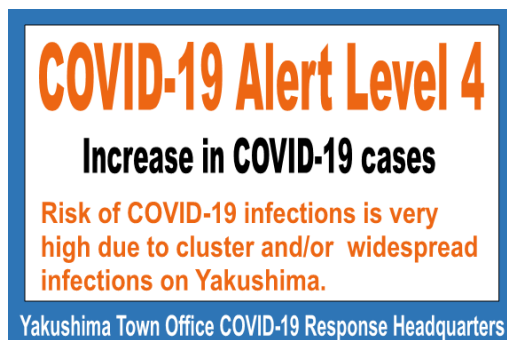 COVID-19 Alert Level 4
Increase in COVID-19 cases
Risk of COVID-19 infections is very
high due to cluster and/or widespread
infections on Yakushima.
Yakushima Town Office COVID-19 Response Headquarters